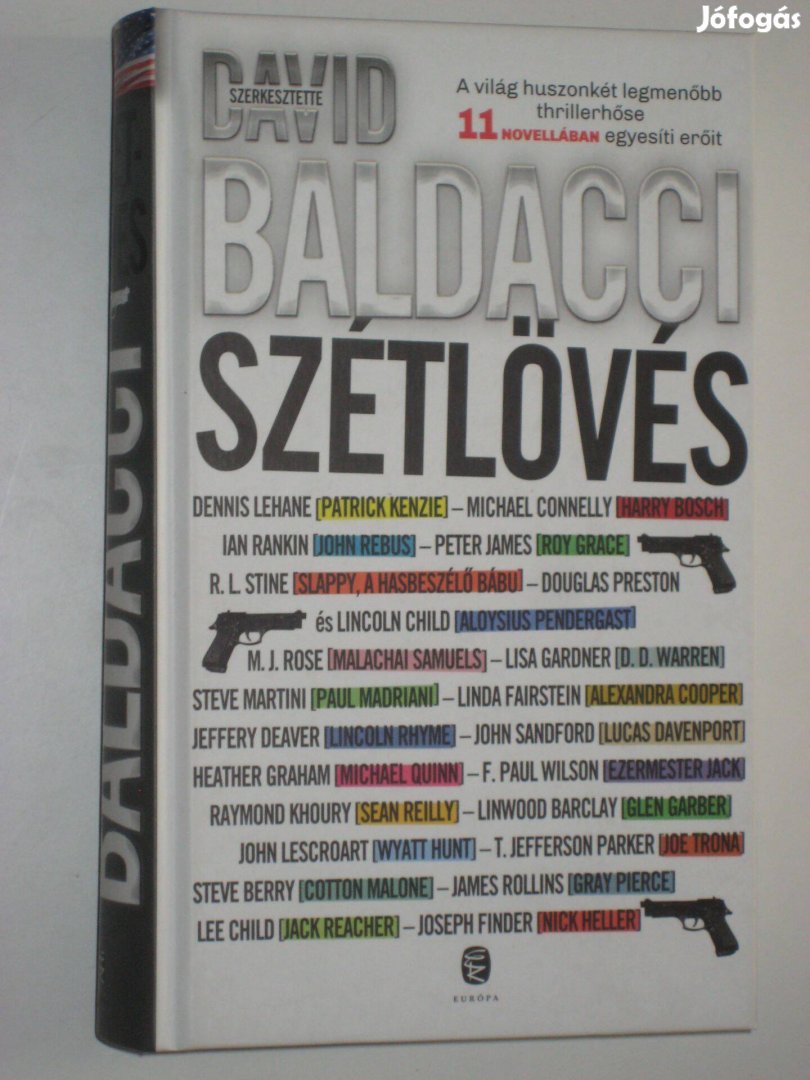 Jófogás
DAVID
SZERKESZTETTE
A világ huszonkét legmenőbb
thrillerhőse
11 NOVELLÁBAN egyesíti erőit
BALDACCI
SZÉTLÖVÉS
DENNIS LEHANE [PATRICK KENZIE] – MICHAEL CONNELLY [HARRY BOSCH]
IAN RANKIN [JOHN REBUS] – PETER JAMES [ROY GRACE]
R. L. STINE [SLAPPY, A HASBESZÉLŐ BÁBU] – DOUGLAS PRESTON
és LINCOLN CHILD [ALOYSIUS PENDERGAST]
M. J. ROSE [MALACHAI SAMUELS] – LISA GARDNER [D. D. WARREN]
STEVE MARTINI [PAUL MADRIANI] – LINDA FAIRSTEIN [ALEXANDRA COOPER]
JEFFERY DEAVER [LINCOLN RHYME] – JOHN SANDFORD [LUCAS DAVENPORT]
HEATHER GRAHAM [MICHAEL QUINN] – F. PAUL WILSON [EZERMESTER JACK]
RAYMOND KHOURY [SEAN REILLY] – LINWOOD BARCLAY [GLEN GARBER]
JOHN LESCROART [WYATT HUNT] – T. JEFFERSON PARKER [JOE TRONA]
STEVE BERRY [COTTON MALONE] – JAMES ROLLINS [GRAY PIERCE]
LEE CHILD [JACK REACHER] – JOSEPH FINDER [NICK HELLER]
EURÓPA
BALDACCI